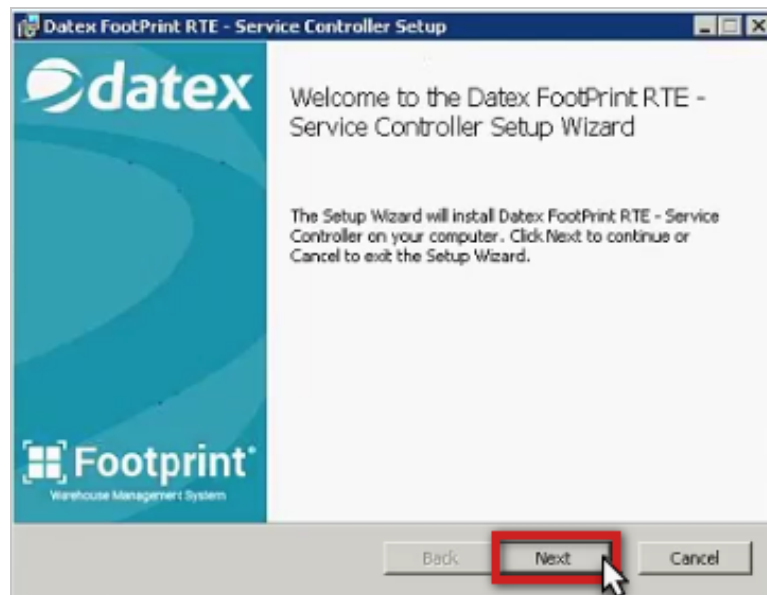 Datex FootPrint RTE - Service Controller Setup
datex
Welcome to the Datex FootPrint RTE -
Service Controller Setup Wizard
The Setup Wizard will install Datex FootPrint RTE - Service
Controller on your computer. Click Next to continue or
Cancel to exit the Setup Wizard.
Footprint®
Warehouse Management System
Back Next Cancel